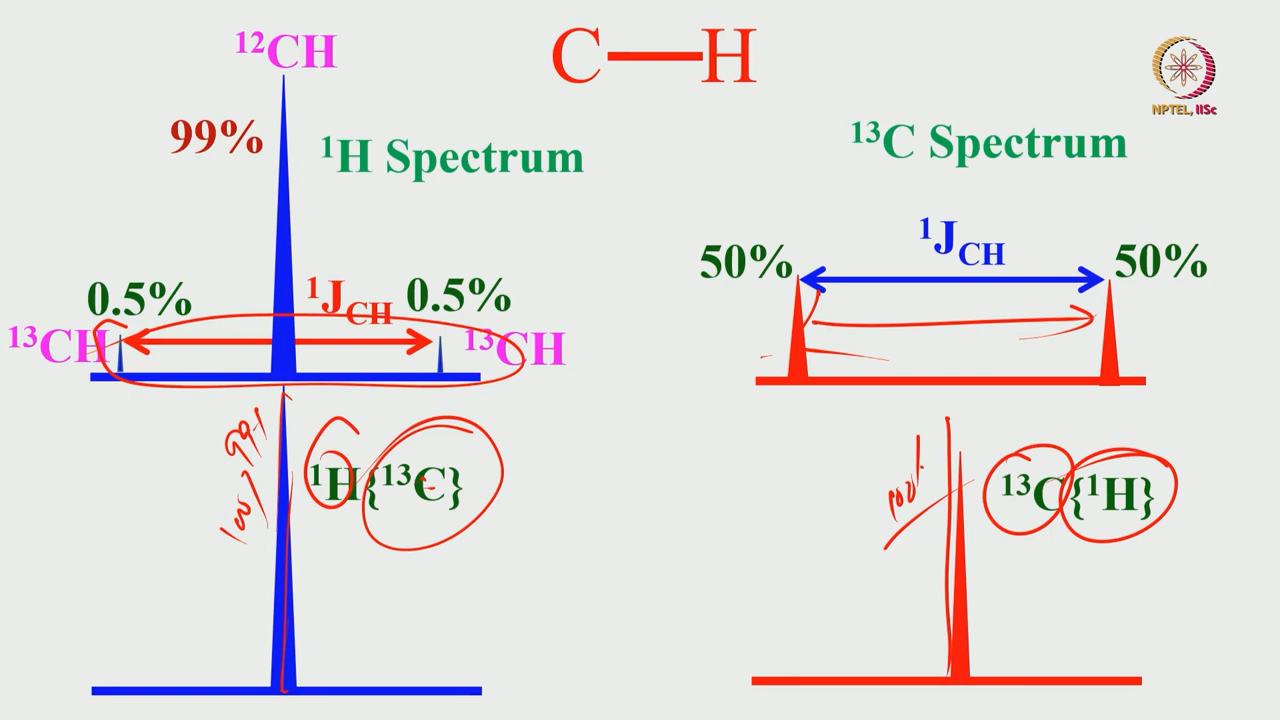 ¹²CH
C—H
99%
¹H Spectrum
¹³C Spectrum
NPTEL, IISc
0.5%
¹J_CH
0.5%
¹³CH
¹³CH
50%
¹J_CH
50%
¹H{¹³C}
¹³C{¹H}
100%